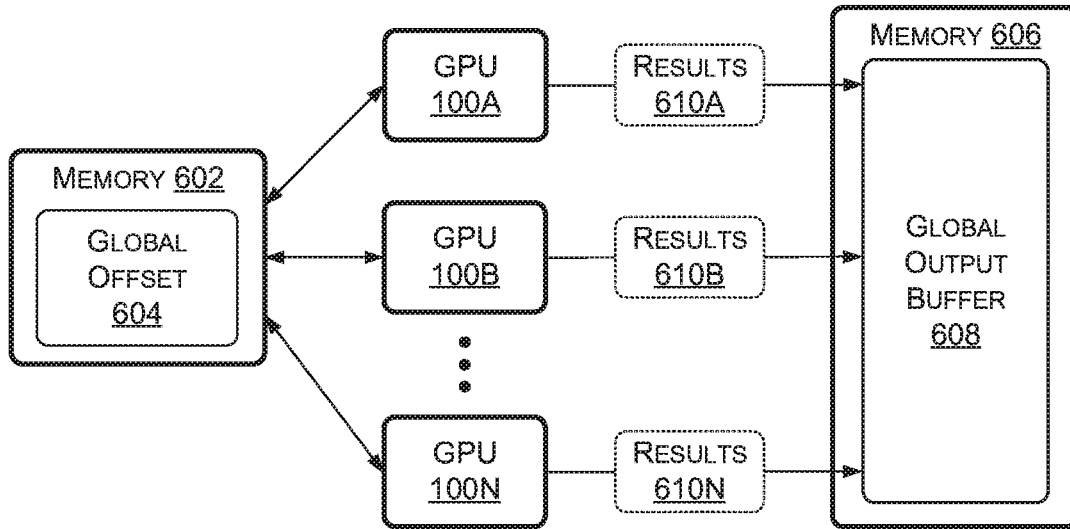 MEMORY 602
GLOBAL
OFFSET
604
GPU
100A
GPU
100B
GPU
100N
RESULTS
610A
RESULTS
610B
RESULTS
610N
MEMORY 606
GLOBAL
OUTPUT
BUFFER
608